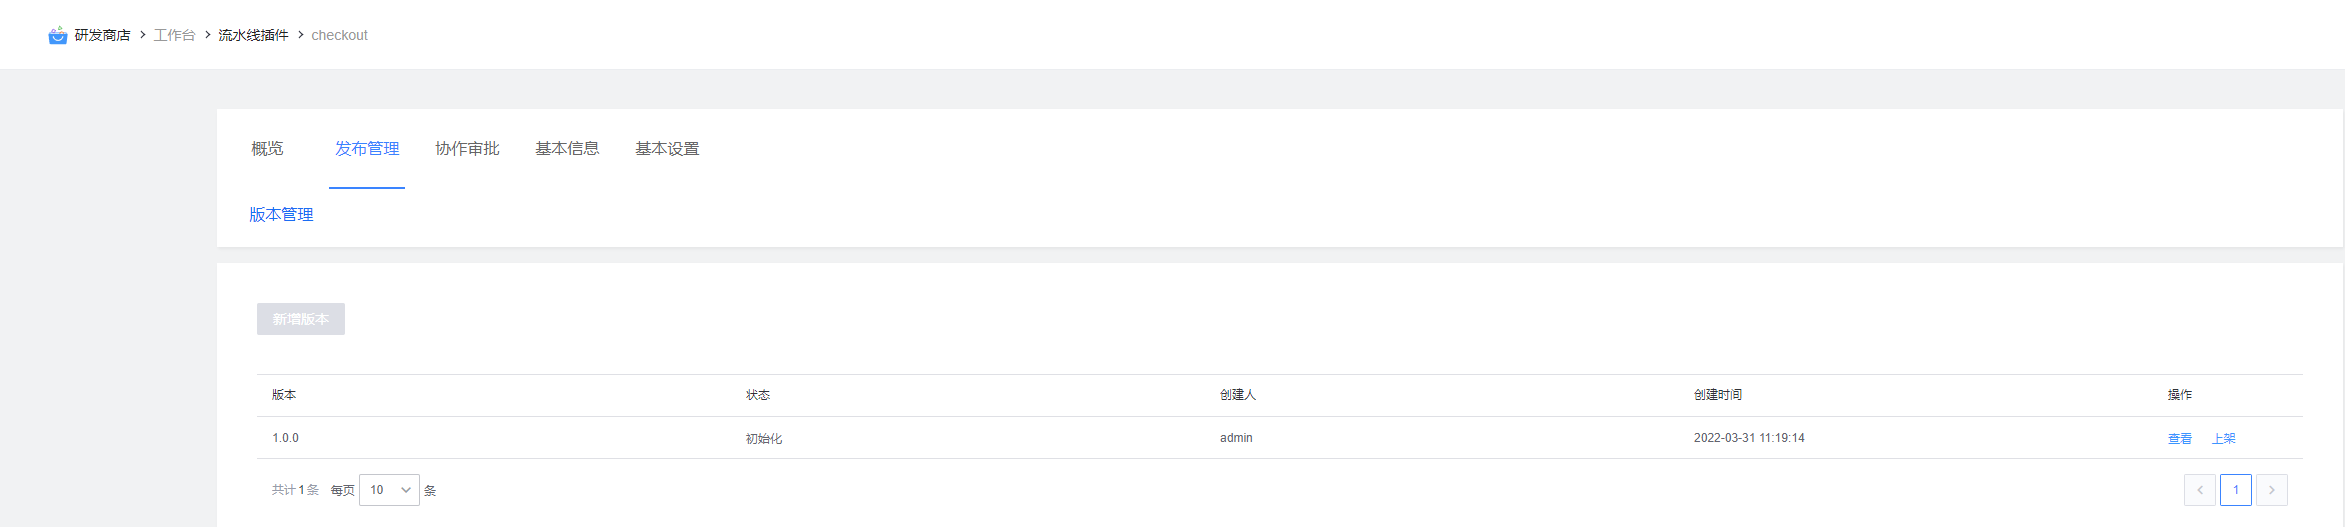 研发商店 > 工作台 > 流水线插件 > checkout
概览 发布管理 协作审批 基本信息 基本设置
版本管理
新增版本
版本 状态 创建人 创建时间 操作
1.0.0 初始化 admin 2022-03-31 11:19:14 查看 上架
共计1条 每页 10 条 < 1 >